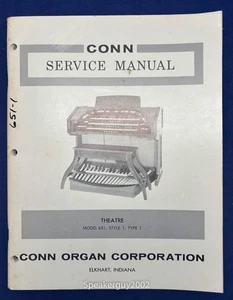 CONN
SERVICE MANUAL
651-1
THEATRE
MODEL 651, STYLE 1, TYPE 1
CONN ORGAN CORPORATION
ELKHART, INDIANA
Speakerguy2002